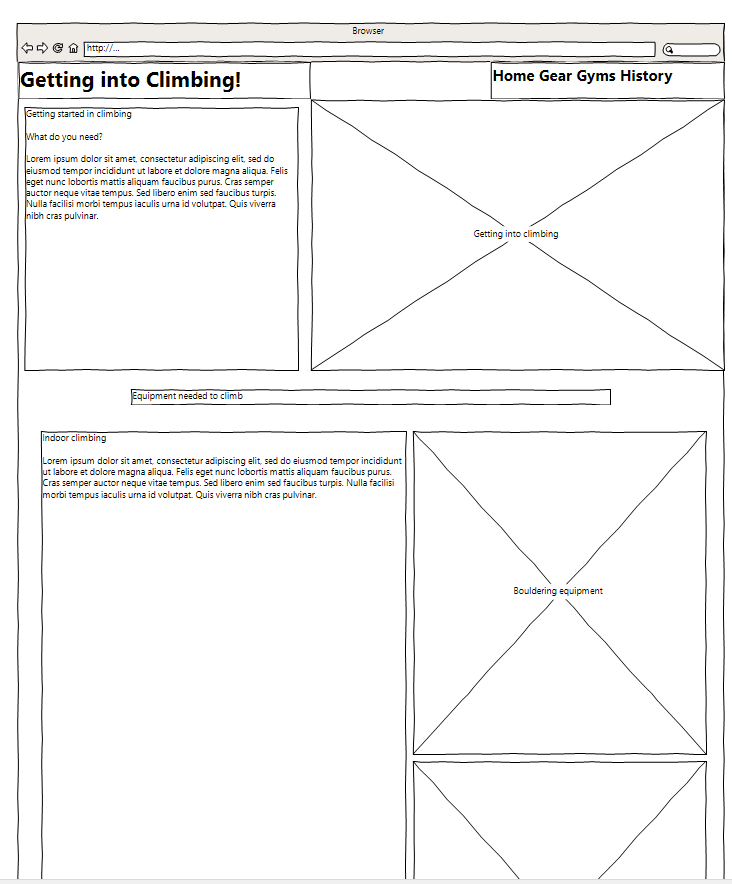 Browser
http://...
Getting into Climbing!
Home Gear Gyms History
Getting started in climbing
What do you need?
Lorem ipsum dolor sit amet, consectetur adipiscing elit, sed do
eiusmod tempor incididunt ut labore et dolore magna aliqua. Felis
eget nunc lobortis mattis aliquam faucibus purus. Cras semper
auctor neque vitae tempus. Sed libero enim sed faucibus turpis.
Nulla facilisi morbi tempus iaculis urna id volutpat. Quis viverra
nibh cras pulvinar.
Getting into climbing
Equipment needed to climb
Indoor climbing
Lorem ipsum dolor sit amet, consectetur adipiscing elit, sed do eiusmod tempor incididunt
ut labore et dolore magna aliqua. Felis eget nunc lobortis mattis aliquam faucibus purus.
Cras semper auctor neque vitae tempus. Sed libero enim sed faucibus turpis. Nulla facilisi
morbi tempus iaculis urna id volutpat. Quis viverra nibh cras pulvinar.
Bouldering equipment